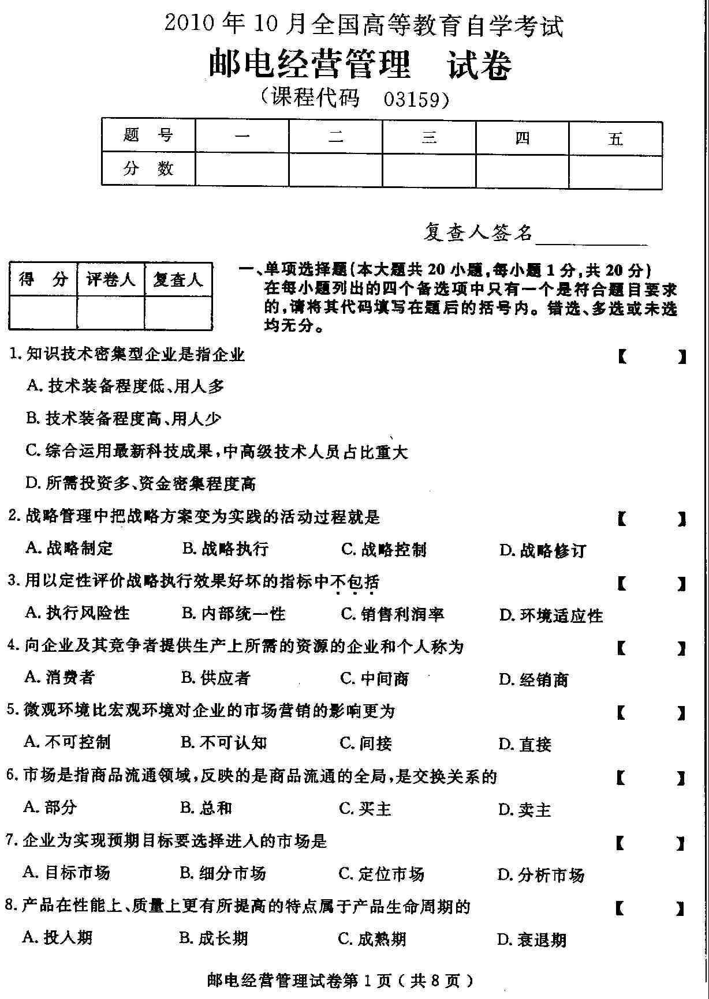 2010 年 10 月全国高等教育自学考试
邮电经营管理 试卷
（课程代码 03159）
题 号 一 二 三 四 五
分 数
复查人签名
得 分 评卷人 复查人
一、单项选择题(本大题共 20 小题,每小题 1 分,共 20 分)
在每小题列出的四个备选项中只有一个是符合题目要求
的,请将其代码填写在题后的括号内。错选、多选或未选
均无分。
1. 知识技术密集型企业是指企业 【 】
A. 技术装备程度低、用人多
B. 技术装备程度高、用人少
C. 综合运用最新科技成果,中高级技术人员占比重大
D. 所需投资多、资金密集程度高
2. 战略管理中把战略方案变为实践的活动过程就是 【 】
A. 战略制定 B. 战略执行 C. 战略控制 D. 战略修订
3. 用以定性评价战略执行效果好坏的指标中不包括 【 】
A. 执行风险性 B. 内部统一性 C. 销售利润率 D. 环境适应性
4. 向企业及其竞争者提供生产上所需的资源的企业和个人称为 【 】
A. 消费者 B. 供应者 C. 中间商 D. 经销商
5. 微观环境比宏观环境对企业的市场营销的影响更为 【 】
A. 不可控制 B. 不可认知 C. 间接 D. 直接
6. 市场是指商品流通领域,反映的是商品流通的全局,是交换关系的 【 】
A. 部分 B. 总和 C. 买主 D. 卖主
7. 企业为实现预期目标要选择进入的市场是 【 】
A. 目标市场 B. 细分市场 C. 定位市场 D. 分析市场
8. 产品在性能上、质量上更有所提高的特点属于产品生命周期的 【 】
A. 投入期 B. 成长期 C. 成熟期 D. 衰退期
邮电经营管理试卷第 1 页（共 8 页）